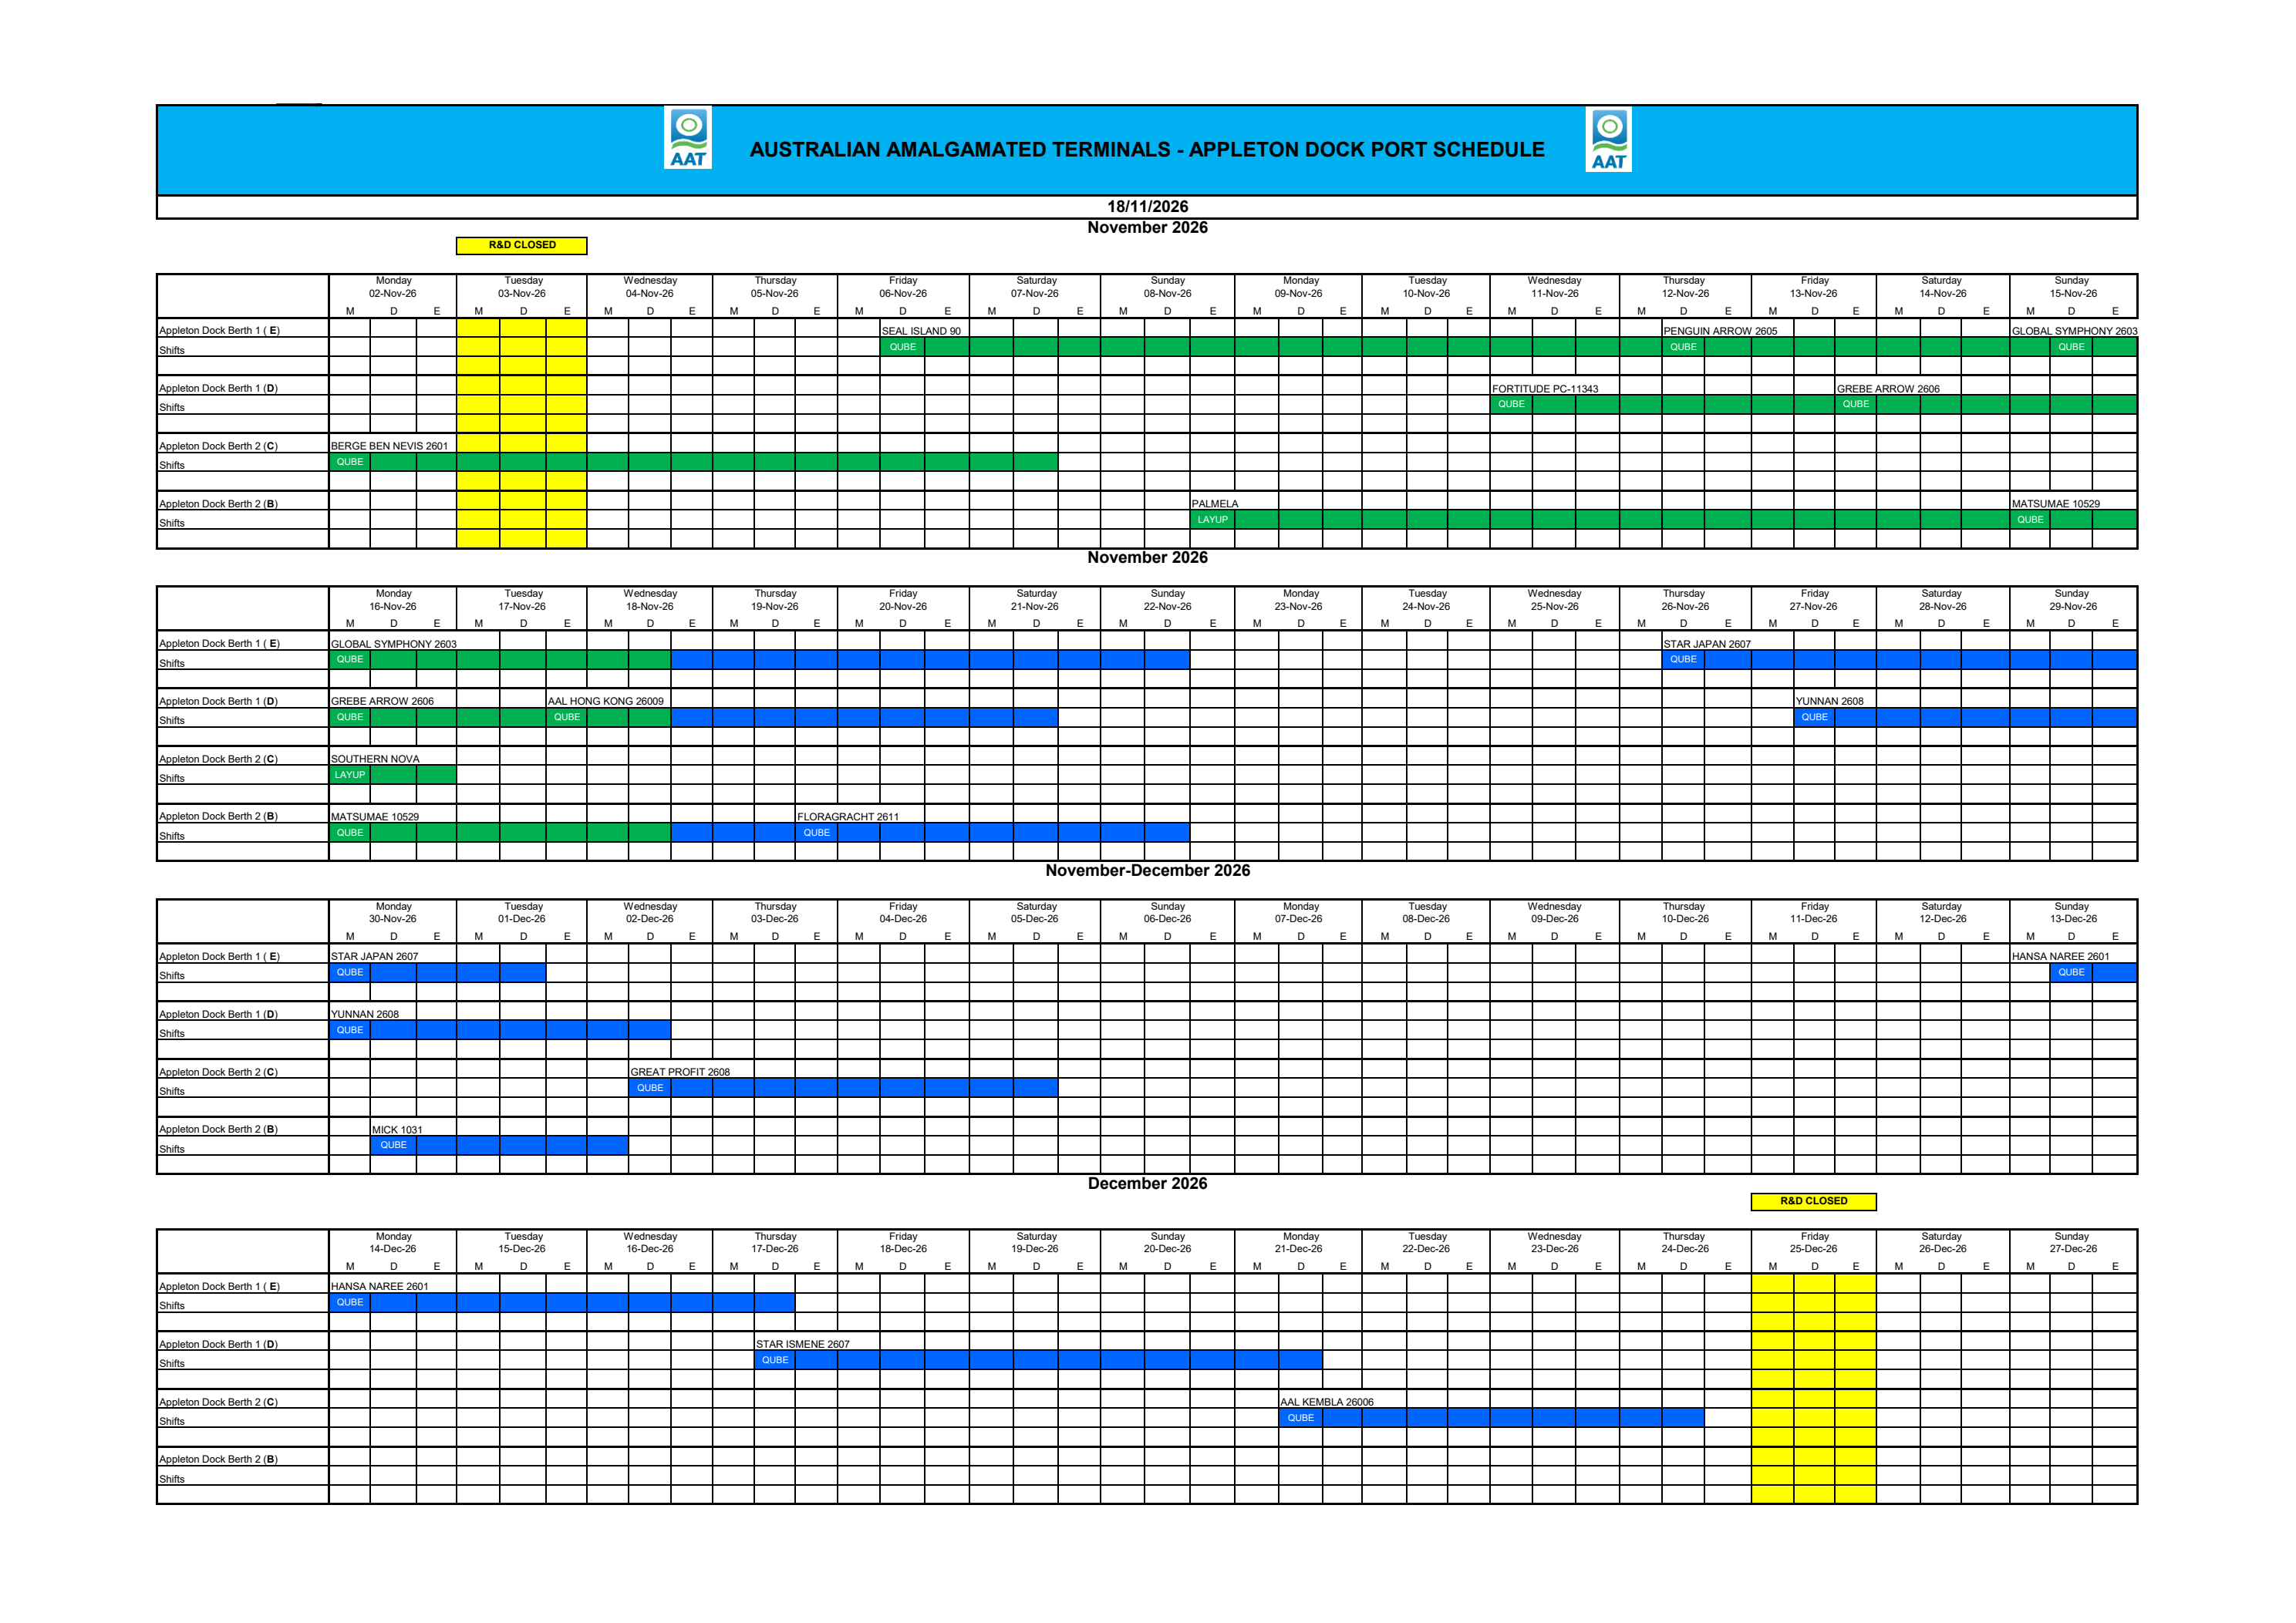 AAT
AUSTRALIAN AMALGAMATED TERMINALS - APPLETON DOCK PORT SCHEDULE
AAT
18/11/2026
November 2026
R&D CLOSED
Monday Tuesday Wednesday Thursday Friday Saturday Sunday Monday Tuesday Wednesday Thursday Friday Saturday Sunday
02-Nov-26 03-Nov-26 04-Nov-26 05-Nov-26 06-Nov-26 07-Nov-26 08-Nov-26 09-Nov-26 10-Nov-26 11-Nov-26 12-Nov-26 13-Nov-26 14-Nov-26 15-Nov-26
M D E M D E M D E M D E M D E M D E M D E M D E M D E M D E M D E M D E M D E M D E
Appleton Dock Berth 1 ( E) SEAL ISLAND 90 PENGUIN ARROW 2605 GLOBAL SYMPHONY 2603
Shifts QUBE QUBE QUBE
Appleton Dock Berth 1 (D) FORTITUDE PC-11343 GREBE ARROW 2606
Shifts QUBE QUBE
Appleton Dock Berth 2 (C) BERGE BEN NEVIS 2601
Shifts QUBE
Appleton Dock Berth 2 (B) PALMELA MATSUMAE 10529
Shifts LAYUP QUBE
November 2026
Monday Tuesday Wednesday Thursday Friday Saturday Sunday Monday Tuesday Wednesday Thursday Friday Saturday Sunday
16-Nov-26 17-Nov-26 18-Nov-26 19-Nov-26 20-Nov-26 21-Nov-26 22-Nov-26 23-Nov-26 24-Nov-26 25-Nov-26 26-Nov-26 27-Nov-26 28-Nov-26 29-Nov-26
M D E M D E M D E M D E M D E M D E M D E M D E M D E M D E M D E M D E M D E M D E
Appleton Dock Berth 1 ( E) GLOBAL SYMPHONY 2603 STAR JAPAN 2607
Shifts QUBE QUBE
Appleton Dock Berth 1 (D) GREBE ARROW 2606 AAL HONG KONG 26009 YUNNAN 2608
Shifts QUBE QUBE QUBE
Appleton Dock Berth 2 (C) SOUTHERN NOVA
Shifts LAYUP
Appleton Dock Berth 2 (B) MATSUMAE 10529 FLORAGRACHT 2611
Shifts QUBE QUBE
November-December 2026
Monday Tuesday Wednesday Thursday Friday Saturday Sunday Monday Tuesday Wednesday Thursday Friday Saturday Sunday
30-Nov-26 01-Dec-26 02-Dec-26 03-Dec-26 04-Dec-26 05-Dec-26 06-Dec-26 07-Dec-26 08-Dec-26 09-Dec-26 10-Dec-26 11-Dec-26 12-Dec-26 13-Dec-26
M D E M D E M D E M D E M D E M D E M D E M D E M D E M D E M D E M D E M D E M D E
Appleton Dock Berth 1 ( E) STAR JAPAN 2607 HANSA NAREE 2601
Shifts QUBE QUBE
Appleton Dock Berth 1 (D) YUNNAN 2608
Shifts QUBE
Appleton Dock Berth 2 (C) GREAT PROFIT 2608
Shifts QUBE
Appleton Dock Berth 2 (B) MICK 1031
Shifts QUBE
December 2026
R&D CLOSED
Monday Tuesday Wednesday Thursday Friday Saturday Sunday Monday Tuesday Wednesday Thursday Friday Saturday Sunday
14-Dec-26 15-Dec-26 16-Dec-26 17-Dec-26 18-Dec-26 19-Dec-26 20-Dec-26 21-Dec-26 22-Dec-26 23-Dec-26 24-Dec-26 25-Dec-26 26-Dec-26 27-Dec-26
M D E M D E M D E M D E M D E M D E M D E M D E M D E M D E M D E M D E M D E M D E
Appleton Dock Berth 1 ( E) HANSA NAREE 2601
Shifts QUBE
Appleton Dock Berth 1 (D) STAR ISMENE 2607
Shifts QUBE
Appleton Dock Berth 2 (C) AAL KEMBLA 26006
Shifts QUBE
Appleton Dock Berth 2 (B)
Shifts